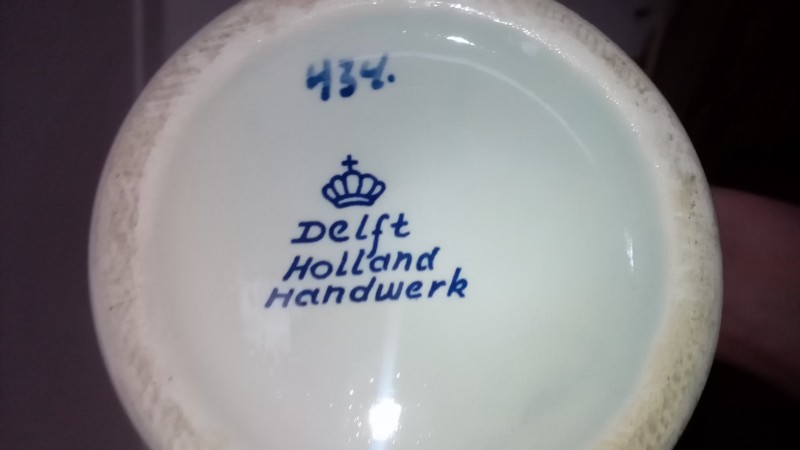 434.
Delft
Holland
Handwerk